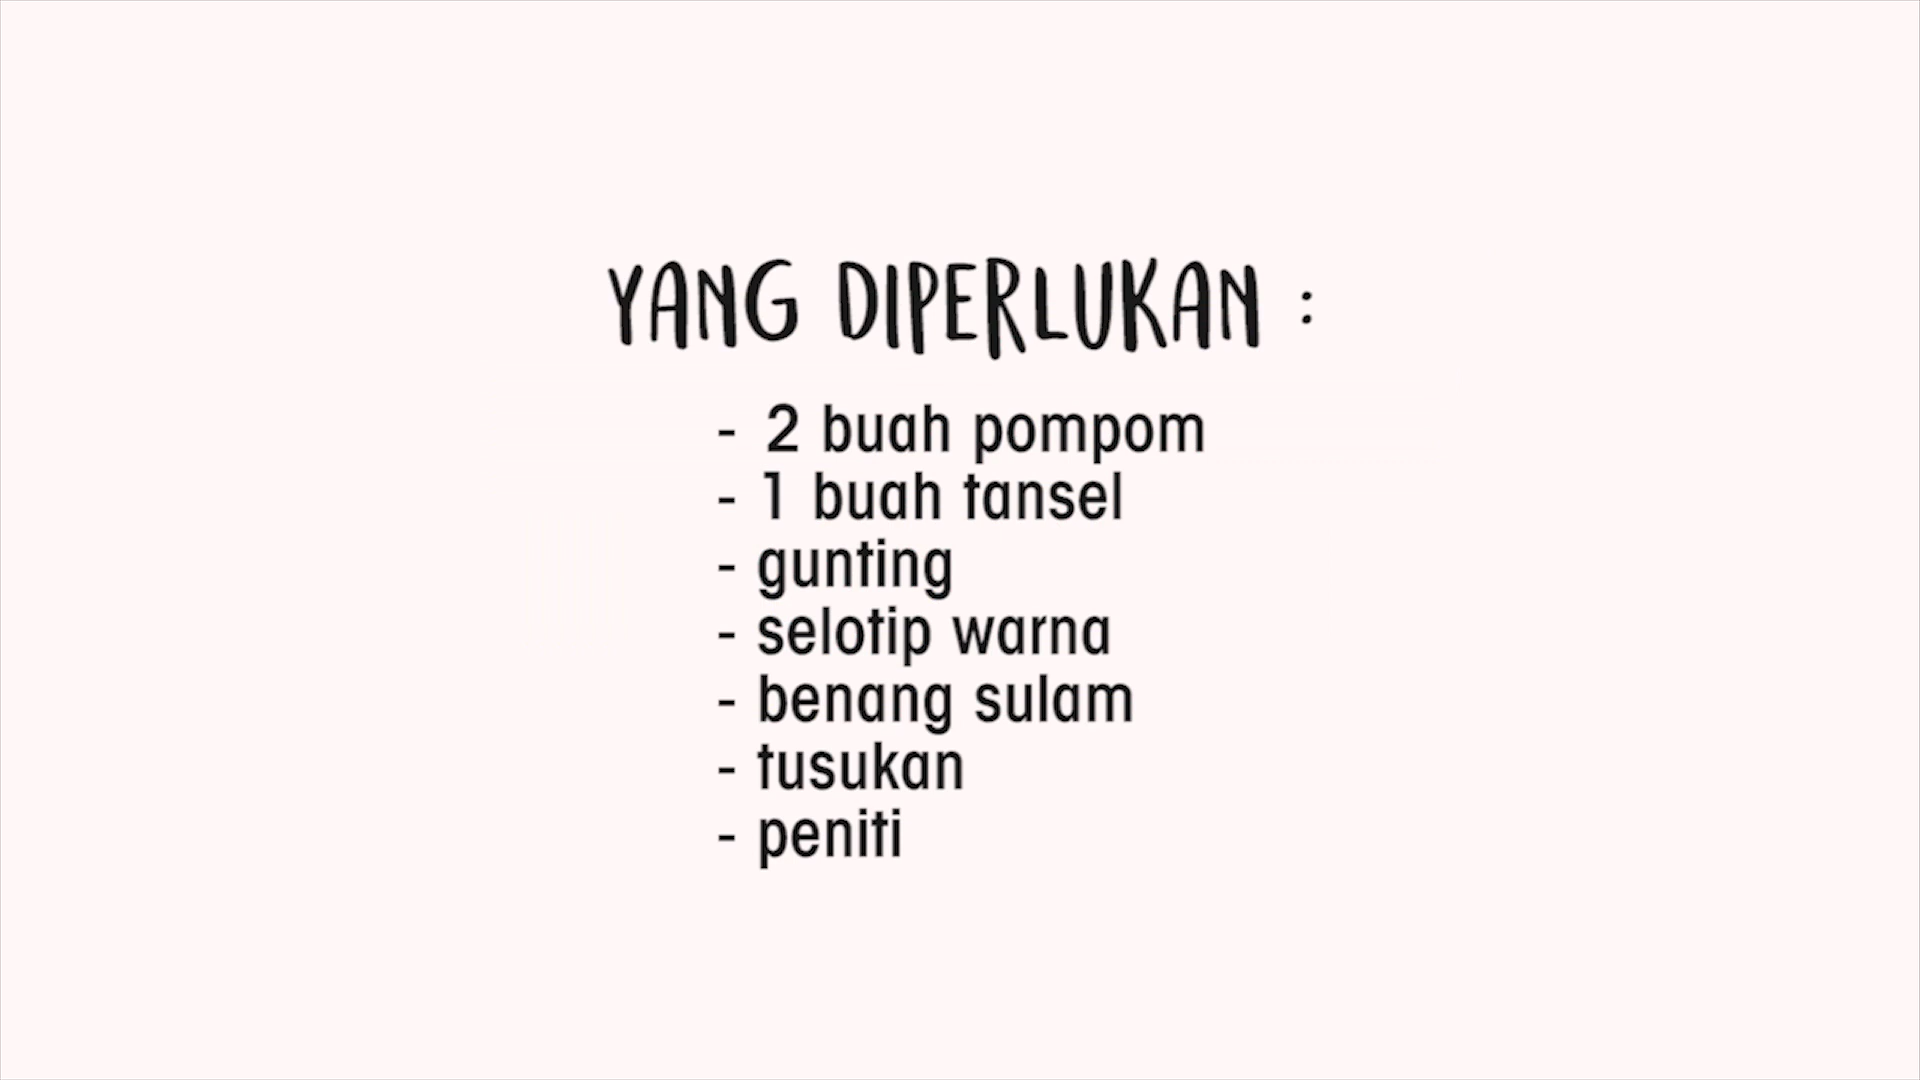 YANG DIPERLUKAN :
- 2 buah pompom
- 1 buah tansel
- gunting
- selotip warna
- benang sulam
- tusukan
- peniti